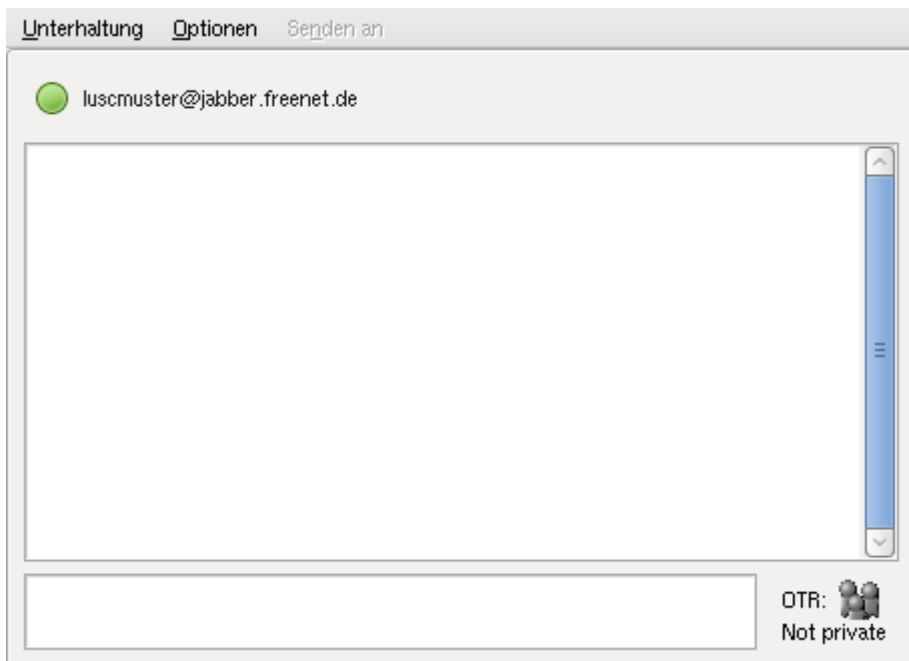 Unterhaltung Optionen Senden an
luscmuster@jabber.freenet.de
OTR:
Not private